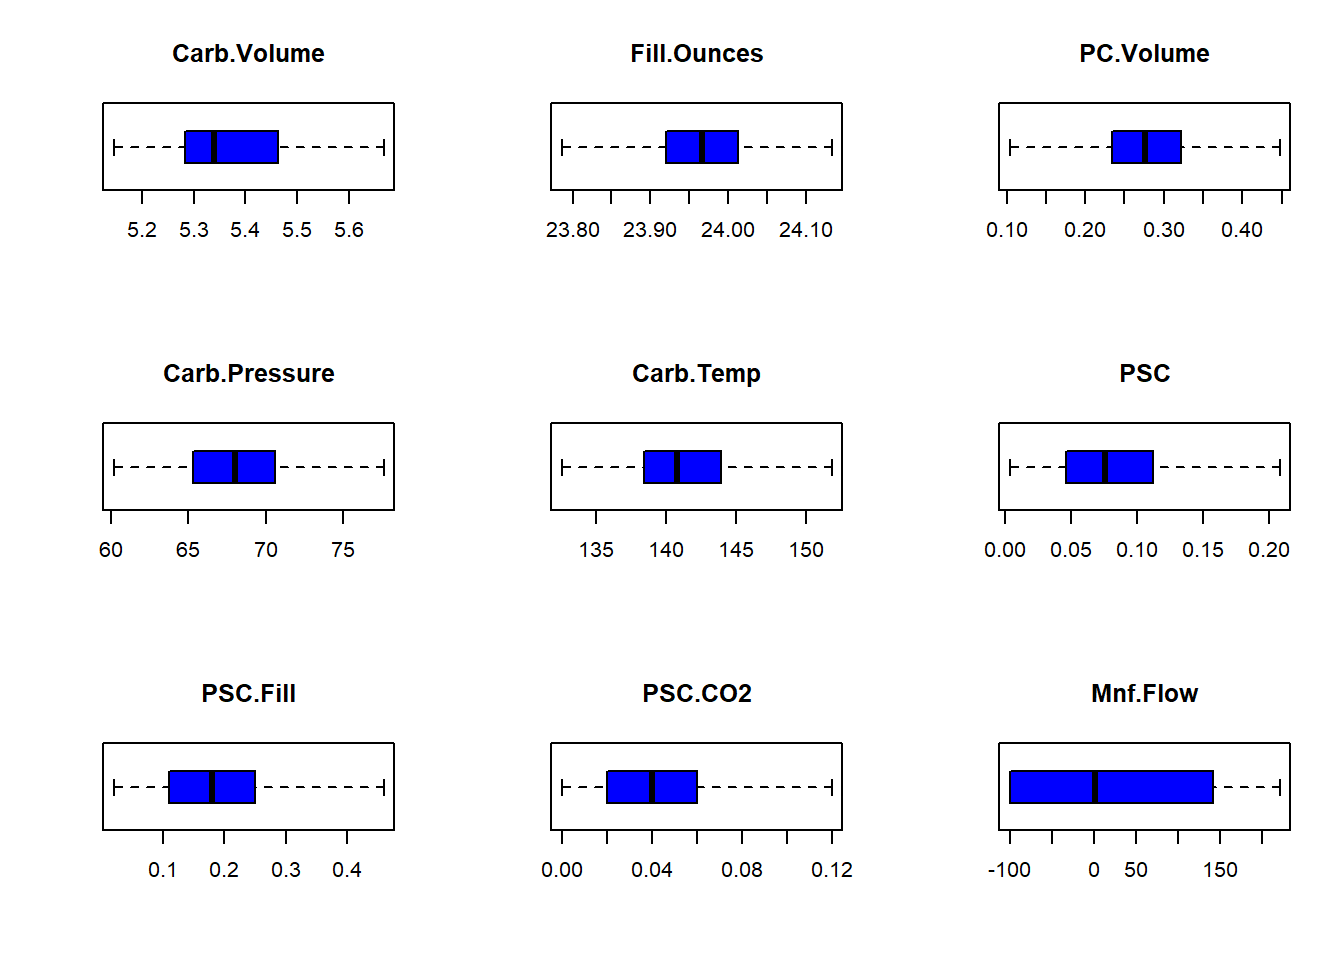 Carb.Volume Fill.Ounces PC.Volume
5.2 5.3 5.4 5.5 5.6 23.80 23.90 24.00 24.10 0.10 0.20 0.30 0.40
Carb.Pressure Carb.Temp PSC
60 65 70 75 135 140 145 150 0.00 0.05 0.10 0.15 0.20
PSC.Fill PSC.CO2 Mnf.Flow
0.1 0.2 0.3 0.4 0.00 0.04 0.08 0.12 -100 0 50 150